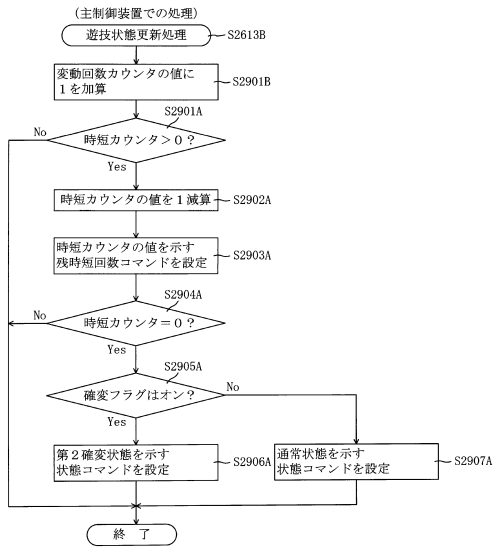 (主制御装置での処理)
遊技状態更新処理
S2613B
変動回数カウンタの値に
1を加算
S2901B
S2901A
時短カウンタ>0?
No
Yes
時短カウンタの値を1減算
S2902A
時短カウンタの値を示す
残時短回数コマンドを設定
S2903A
S2904A
時短カウンタ=0?
No
Yes
S2905A
確変フラグはオン?
No
Yes
第2確変状態を示す
状態コマンドを設定
S2906A
通常状態を示す
状態コマンドを設定
S2907A
終 了